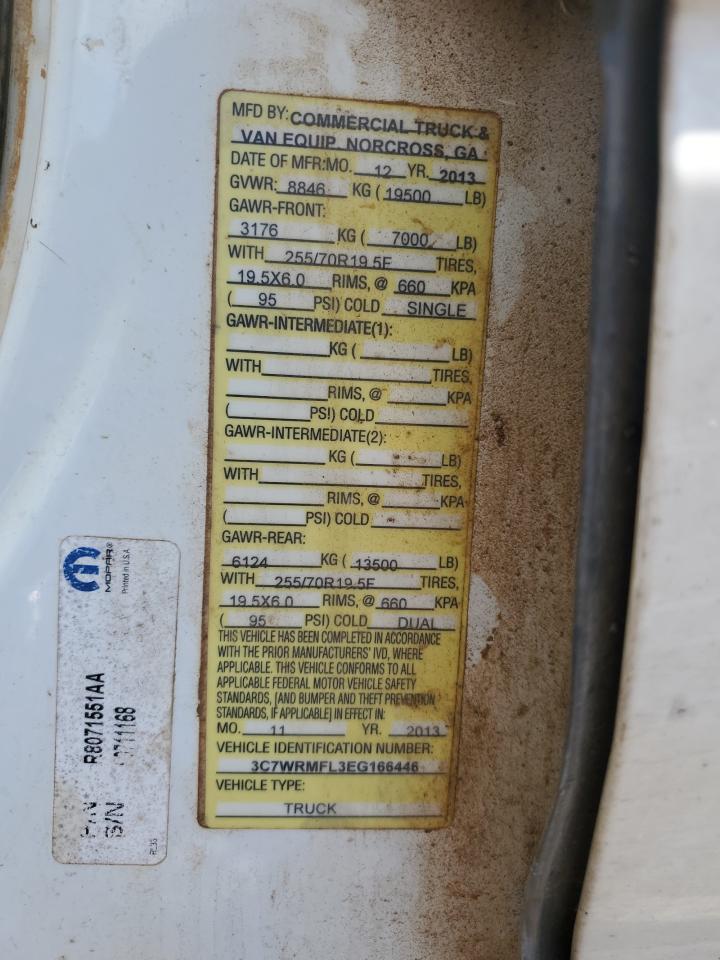 MFD BY: COMMERCIAL TRUCK &
VAN EQUIP. NORCROSS, GA.
DATE OF MFR: MO. 12 YR. 2013
GVWR: 8846 KG ( 19500 LB)
GAWR-FRONT:
3176 KG ( 7000 LB)
WITH 255/70R19.5F TIRES,
19.5X6.0 RIMS, @ 660 KPA
( 95 PSI) COLD SINGLE
GAWR-INTERMEDIATE(1):
KG ( LB)
WITH TIRES,
RIMS, @ KPA
( PSI) COLD
GAWR-INTERMEDIATE(2):
KG ( LB)
WITH TIRES,
RIMS, @ KPA
( PSI) COLD
GAWR-REAR:
6124 KG ( 13500 LB)
WITH 255/70R19.5F TIRES,
19.5X6.0 RIMS, @ 660 KPA
( 95 PSI) COLD DUAL
THIS VEHICLE HAS BEEN COMPLETED IN ACCORDANCE
WITH THE PRIOR MANUFACTURERS' IVD, WHERE
APPLICABLE. THIS VEHICLE CONFORMS TO ALL
APPLICABLE FEDERAL MOTOR VEHICLE SAFETY
STANDARDS, [AND BUMPER AND THEFT PREVENTION
STANDARDS, IF APPLICABLE] IN EFFECT IN:
MO. 11 YR. 2013
VEHICLE IDENTIFICATION NUMBER:
3C7WRMFL3EG166446
VEHICLE TYPE:
TRUCK
MOPAR®
Printed in U.S.A.
P/N R8071551AA
S/N